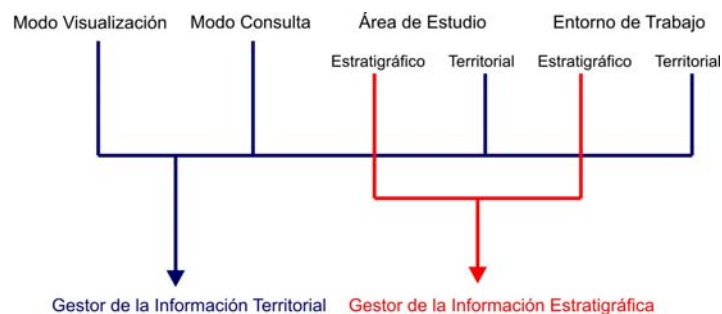 Modo Visualización Modo Consulta Área de Estudio Entorno de Trabajo
Estratigráfico Territorial Estratigráfico Territorial
Gestor de la Información Territorial Gestor de la Información Estratigráfica